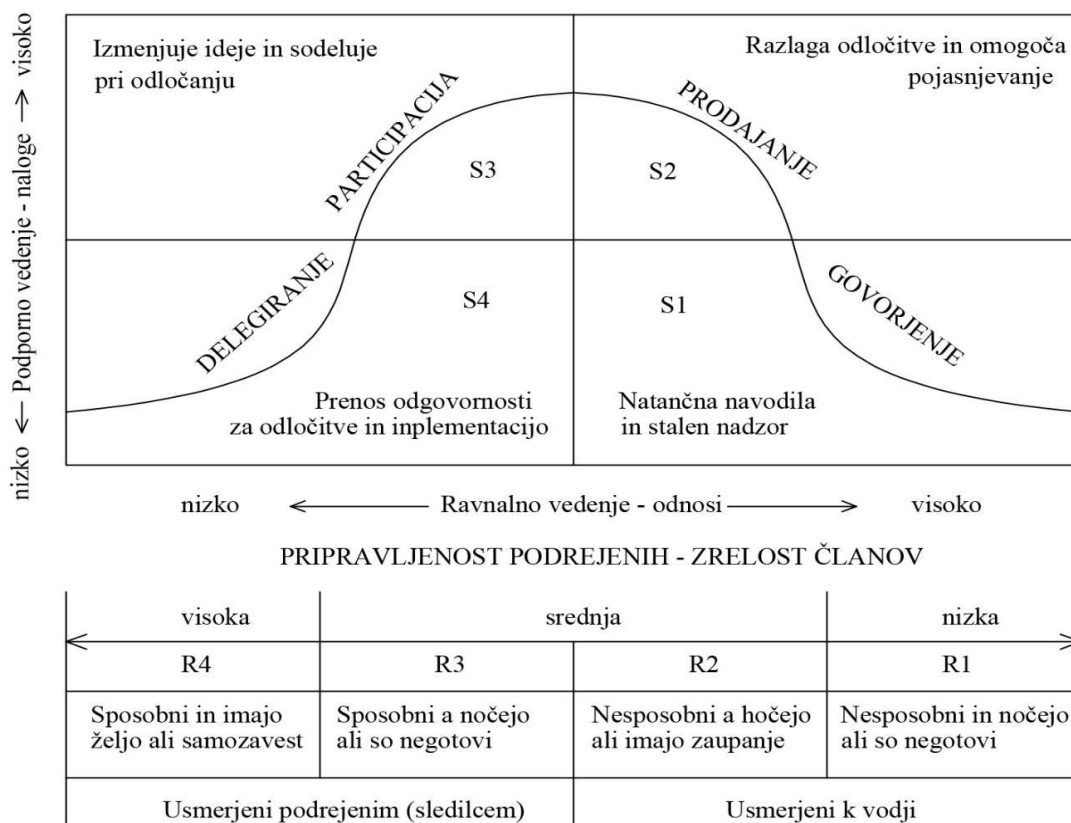 Izmenjuje ideje in sodeluje
pri odločanju
Razlaga odločitve in omogoča
pojasnjevanje
PARTICIPACIJA
PRODAJANJE
S3
S2
DELEGIRANJE
GOVORJENJE
S4
S1
Prenos odgovornosti
za odločitve in inplementacijo
Natančna navodila
in stalen nadzor
nizko ← Podporno vedenje - naloge → visoko
nizko ← Ravnalno vedenje - odnosi → visoko
PRIPRAVLJENOST PODREJENIH - ZRELOST ČLANOV
visoka srednja nizka
R4 R3 R2 R1
Sposobni in imajo
željo ali samozavest
Sposobni a nočejo
ali so negotovi
Nesposobni a hočejo
ali imajo zaupanje
Nesposobni in nočejo
ali so negotovi
Usmerjeni podrejenim (sledilcem)
Usmerjeni k vodji